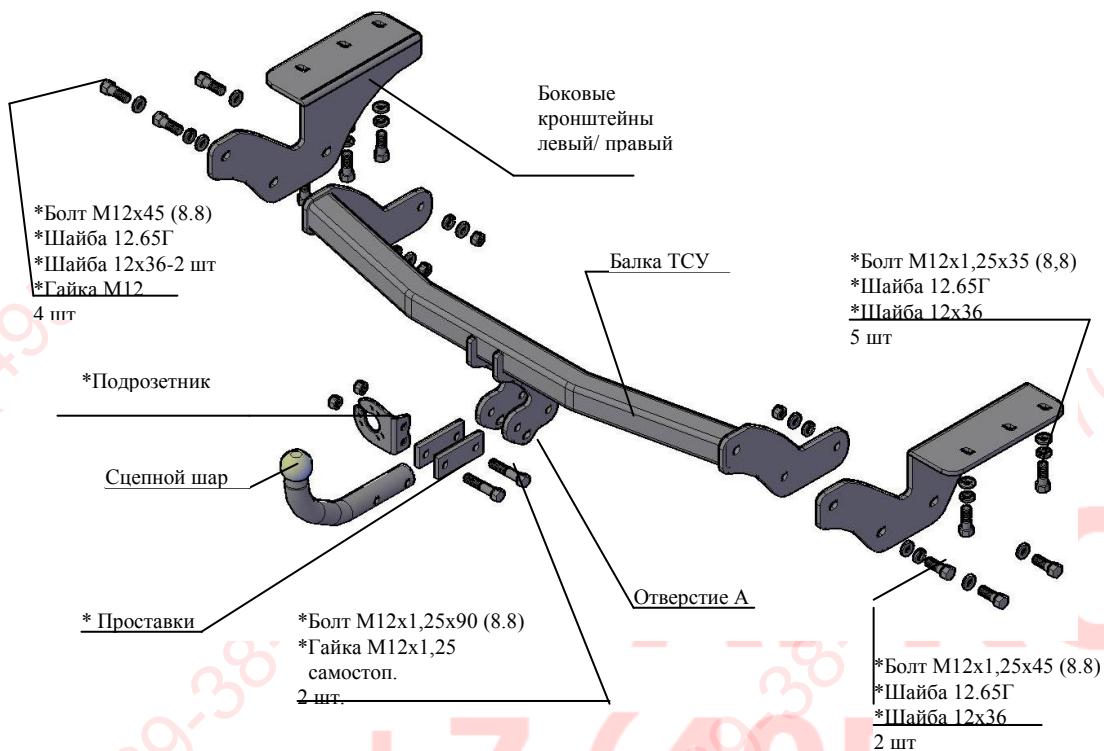 Боковые
кронштейны
левый/ правый
*Болт М12х45 (8.8)
*Шайба 12.65Г
*Шайба 12х36-2 шт
*Гайка М12
4 шт
Балка ТСУ
*Болт М12х1,25х35 (8,8)
*Шайба 12.65Г
*Шайба 12х36
5 шт
*Подрозетник
Сцепной шар
* Проставки
*Болт М12х1,25х90 (8.8)
*Гайка М12х1,25
самостоп.
2 шт.
Отверстие А
*Болт М12х1,25х45 (8.8)
*Шайба 12.65Г
*Шайба 12х36
2 шт